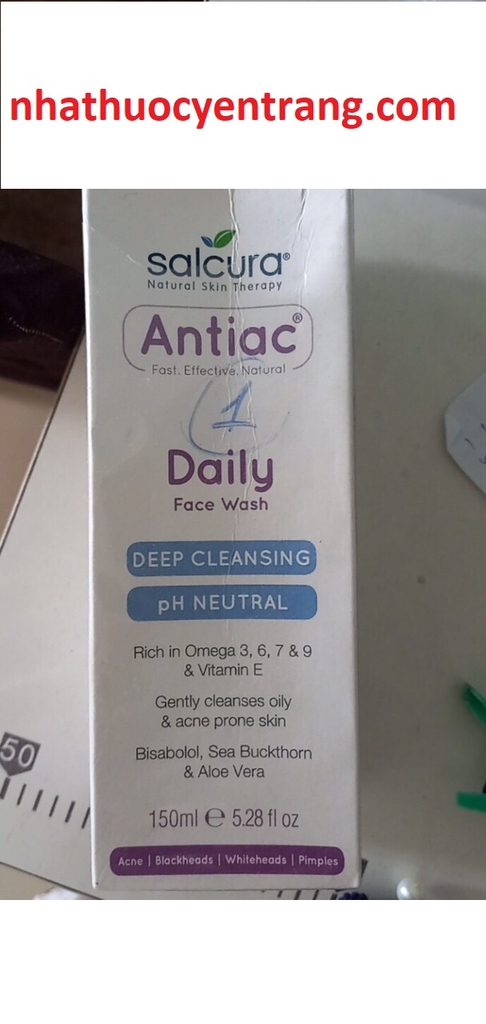 nhathuocyentrang.com
salcura®
Natural Skin Therapy
Antiac®
Fast. Effective. Natural
1
Daily
Face Wash
DEEP CLEANSING
pH NEUTRAL
Rich in Omega 3, 6, 7 & 9
& Vitamin E
Gently cleanses oily
& acne prone skin
Bisabolol, Sea Buckthorn
& Aloe Vera
50
150ml ℮ 5.28 fl oz
Acne | Blackheads | Whiteheads | Pimples